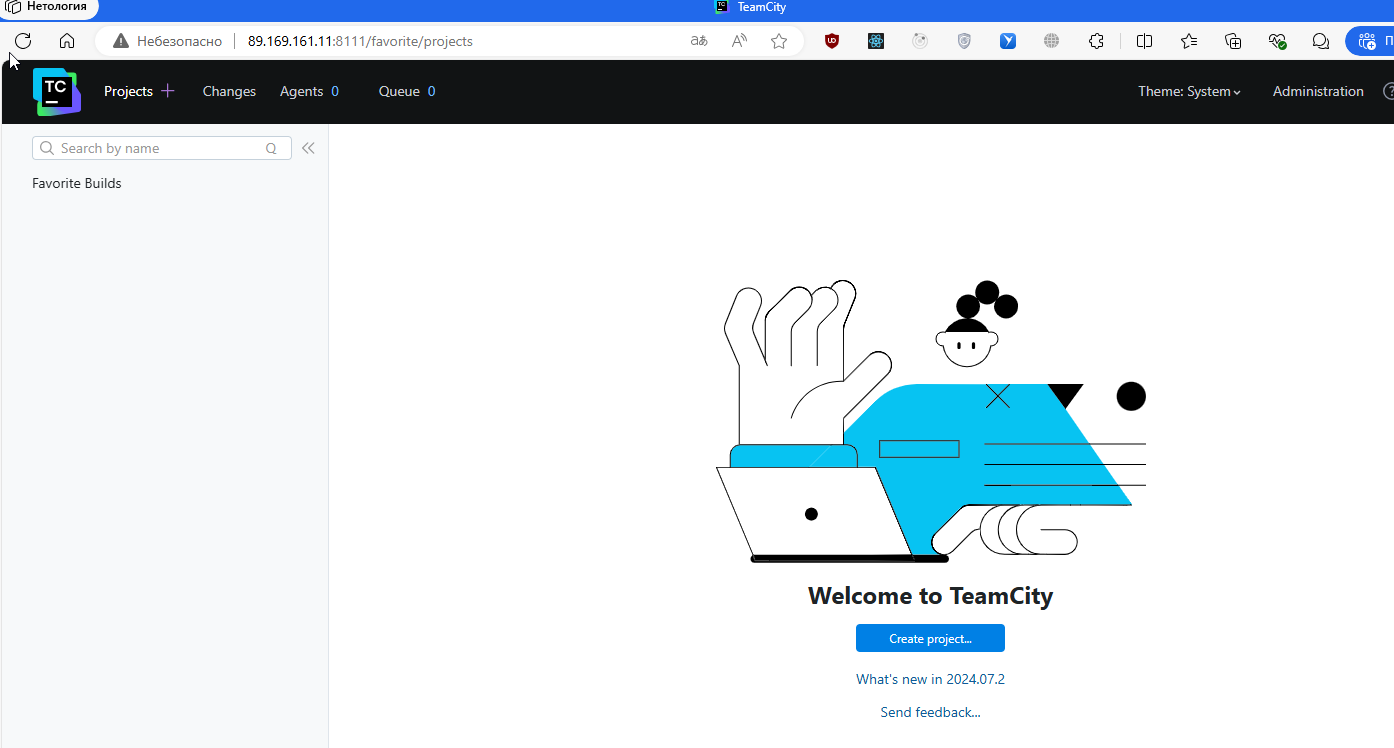 Нетология
TeamCity
Небезопасно 89.169.161.11:8111/favorite/projects
TC
Projects Changes Agents 0 Queue 0 Theme: System Administration
Search by name Q
Favorite Builds
Welcome to TeamCity
Create project...
What's new in 2024.07.2
Send feedback...